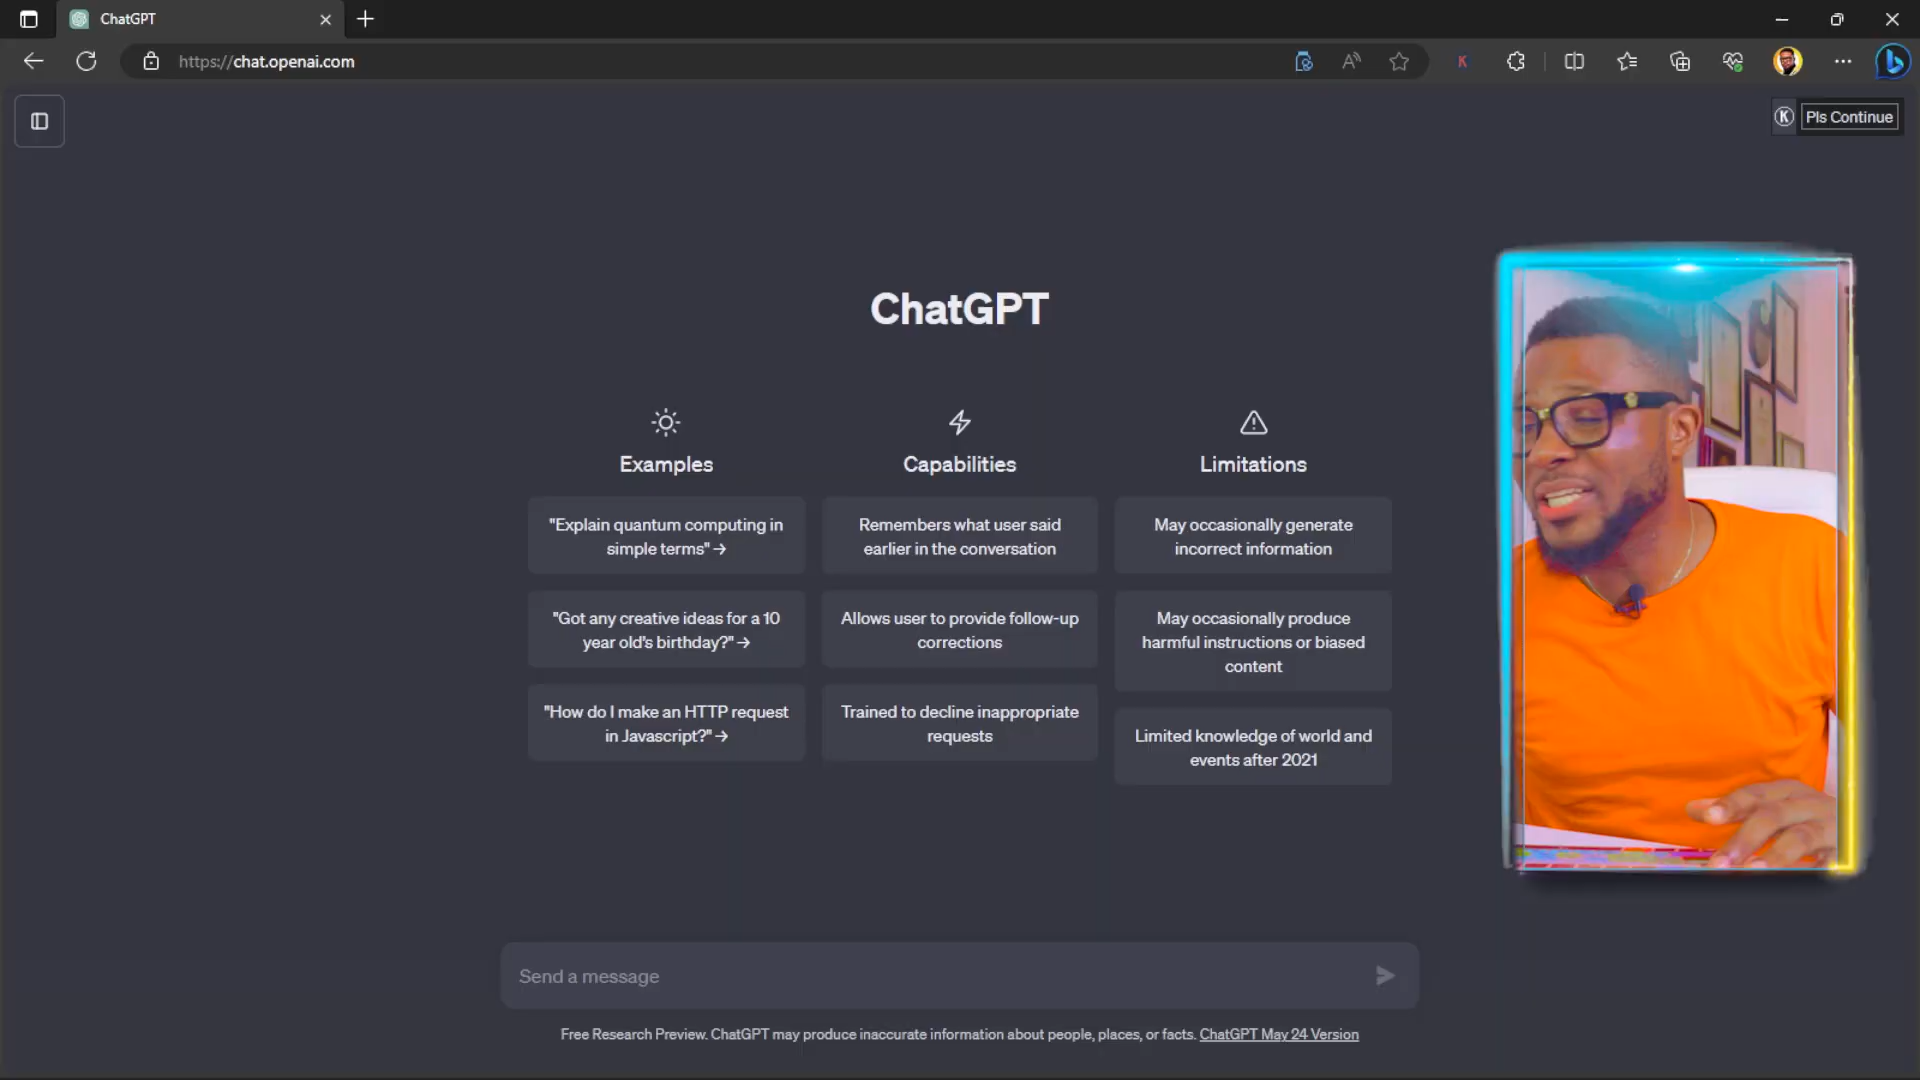 ChatGPT
https://chat.openai.com
K
K Pls Continue
ChatGPT
Examples
Capabilities
Limitations
"Explain quantum computing in
simple terms" →
"Got any creative ideas for a 10
year old's birthday?" →
"How do I make an HTTP request
in Javascript?" →
Remembers what user said
earlier in the conversation
Allows user to provide follow-up
corrections
Trained to decline inappropriate
requests
May occasionally generate
incorrect information
May occasionally produce
harmful instructions or biased
content
Limited knowledge of world and
events after 2021
Send a message
Free Research Preview. ChatGPT may produce inaccurate information about people, places, or facts. ChatGPT May 24 Version